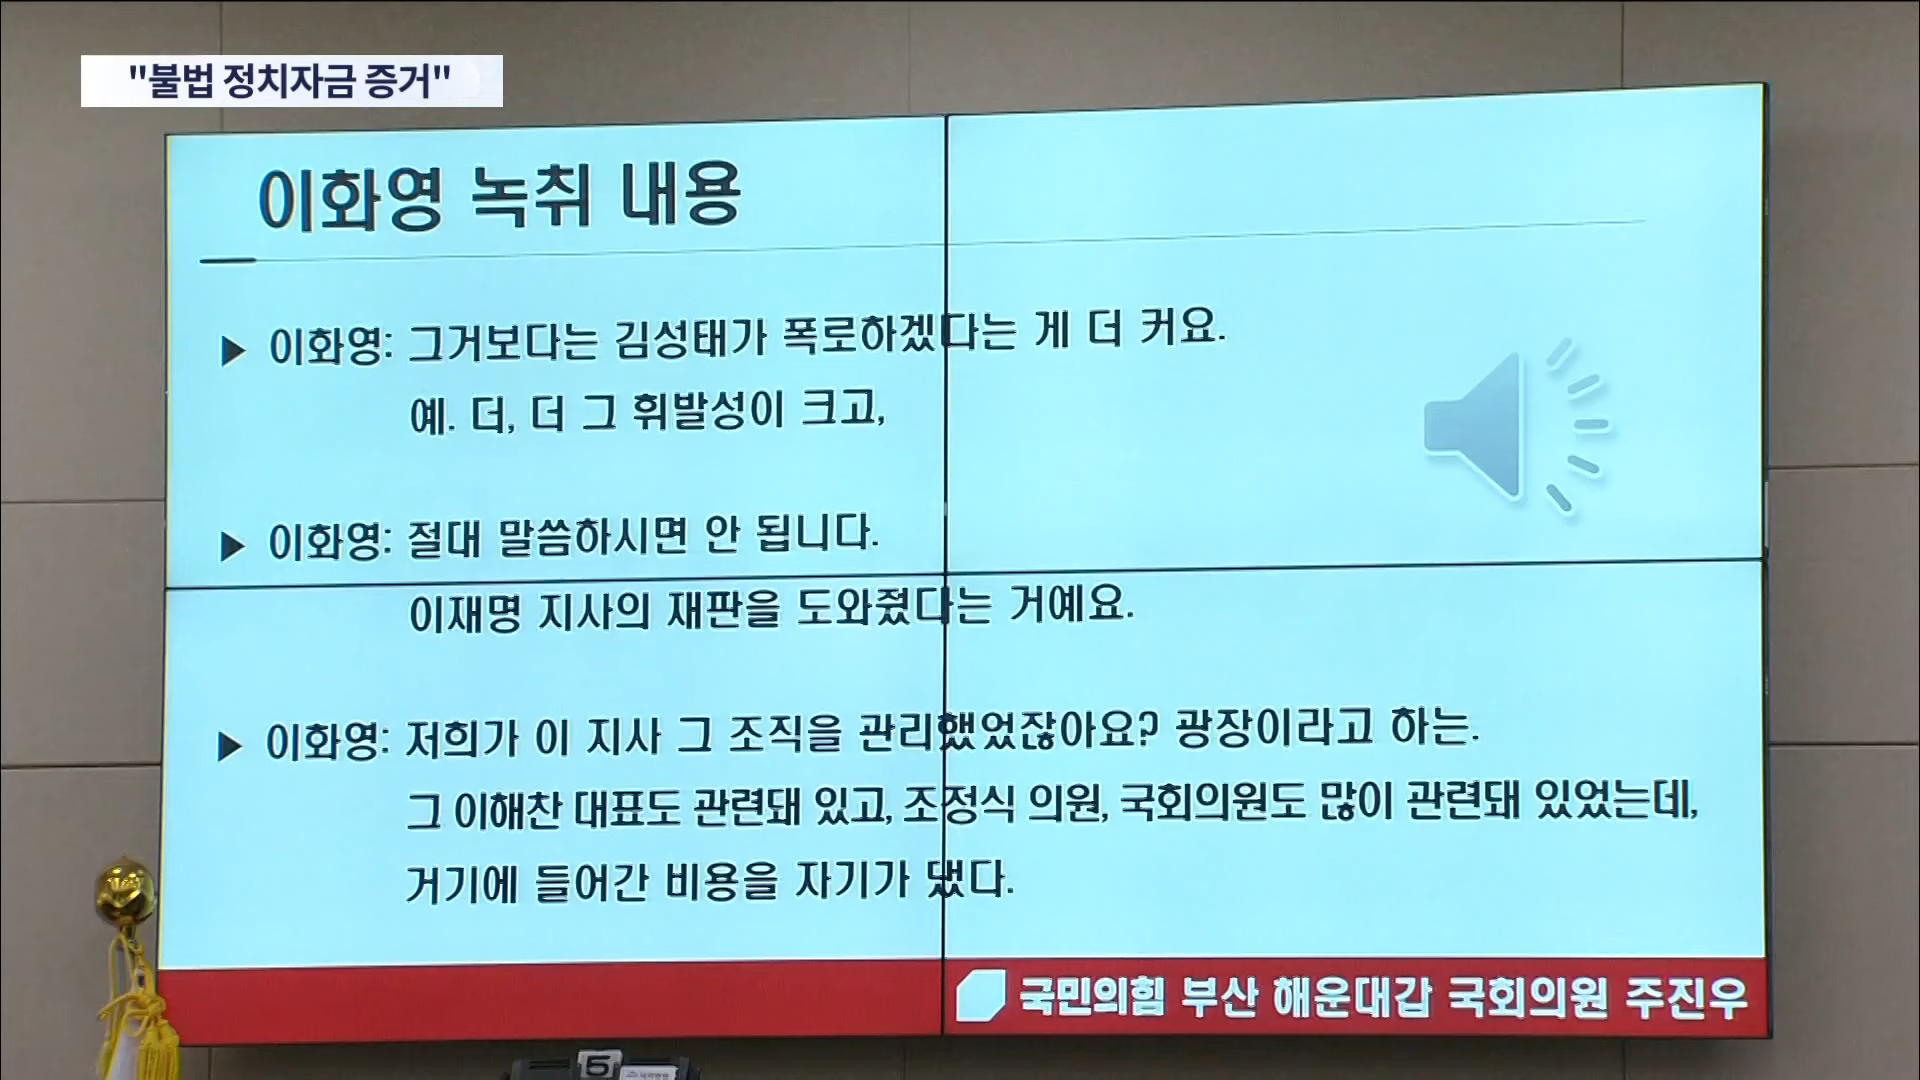 "불법 정치자금 증거"
이화영 녹취 내용
▶ 이화영: 그거보다는 김성태가 폭로하겠다는 게 더 커요.
예. 더, 더 그 휘발성이 크고,
▶ 이화영: 절대 말씀하시면 안 됩니다.
이재명 지사의 재판을 도와줬다는 거예요.
▶ 이화영: 저희가 이 지사 그 조직을 관리했었잖아요? 광장이라고 하는.
그 이해찬 대표도 관련돼 있고, 조정식 의원, 국회의원도 많이 관련돼 있었는데,
거기에 들어간 비용을 자기가 댔다.
국민의힘 부산 해운대갑 국회의원 주진우
5